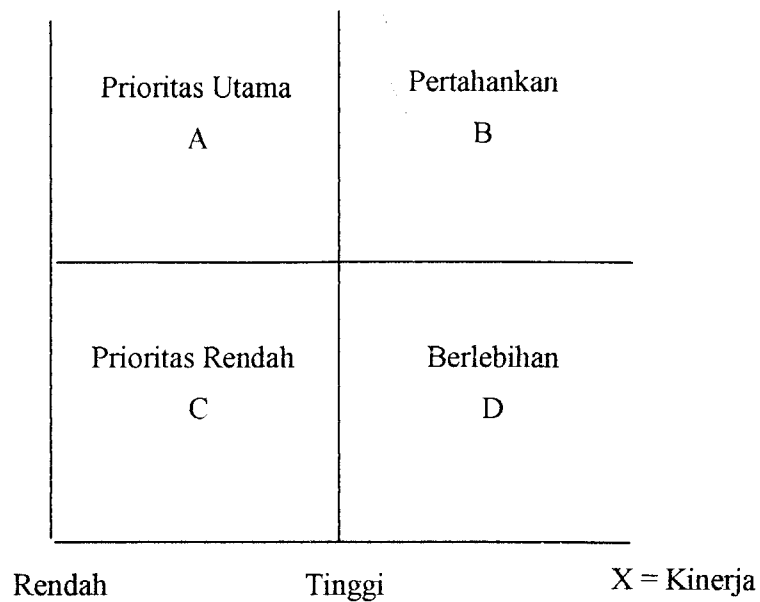 Prioritas Utama
A
Pertahankan
B
Prioritas Rendah
C
Berlebihan
D
Rendah
Tinggi
X = Kinerja